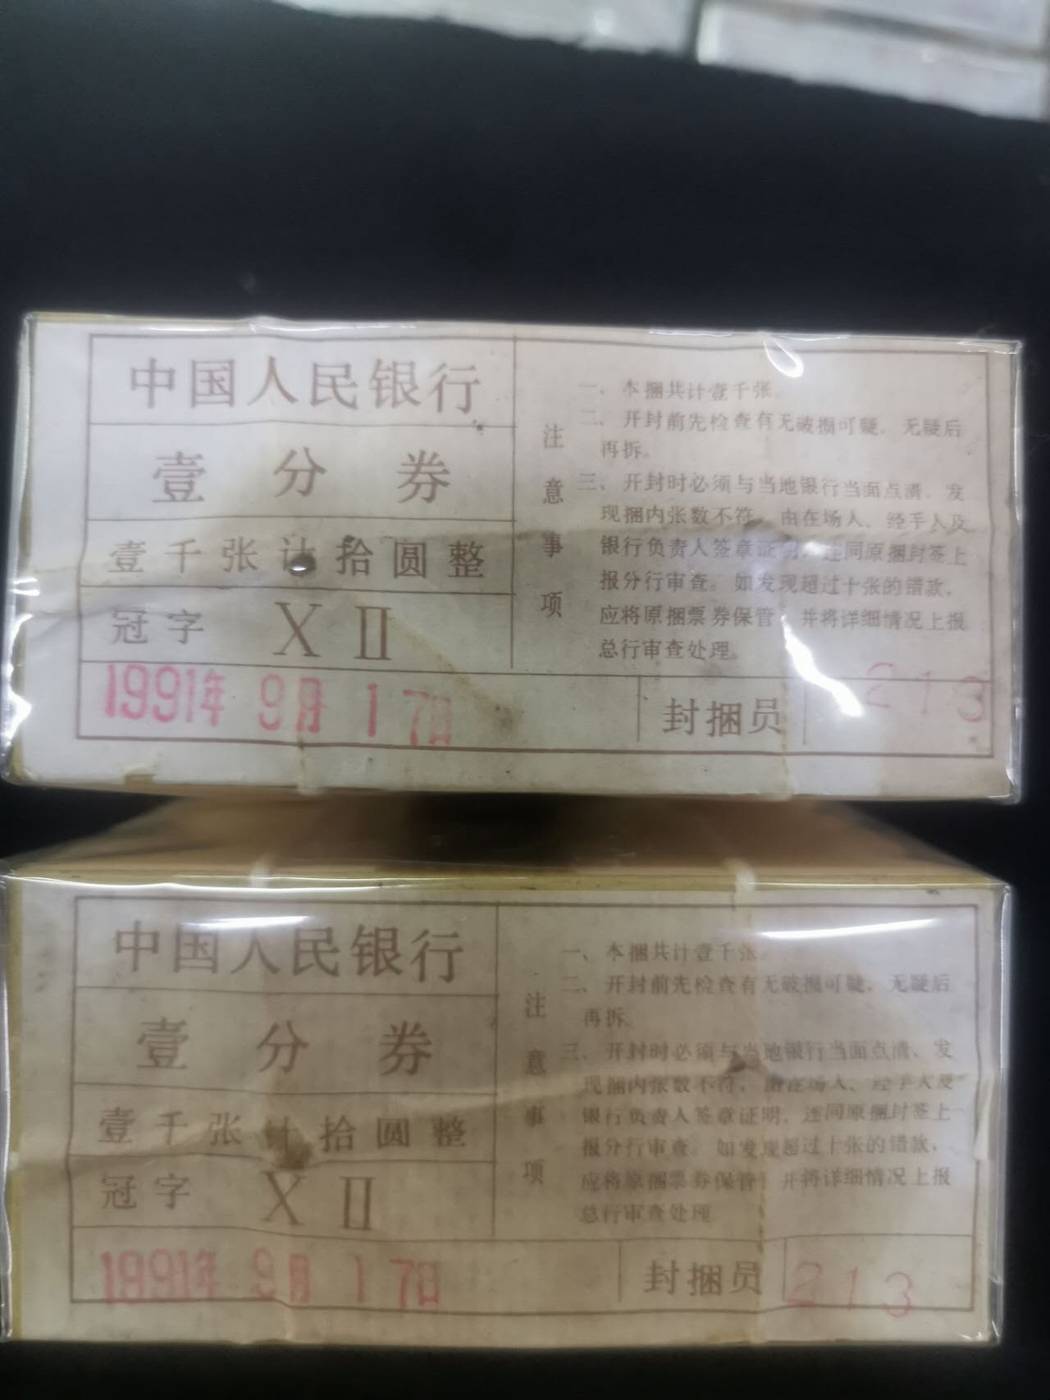 中国人民银行
壹分券
壹千张计拾圆整
冠字 X II
1991年 9月 17日
注意事项
一、本捆共计壹千张。
二、开封前先检查有无破损可疑，无疑后
再拆。
三、开封时必须与当地银行当面点清，发
现捆内张数不符，由在场人、经手人及
银行负责人签章证明，连同原捆封签上
报分行审查。如发现超过十张的错款，
应将原捆票券保管，并将详细情况上报
总行审查处理。
封捆员 213
中国人民银行
壹分券
壹千张计拾圆整
冠字 X II
1991年 9月 17日
注意事项
一、本捆共计壹千张。
二、开封前先检查有无破损可疑，无疑后
再拆。
三、开封时必须与当地银行当面点清，发
现捆内张数不符，由在场人、经手人及
银行负责人签章证明，连同原捆封签上
报分行审查。如发现超过十张的错款，
应将原捆票券保管，并将详细情况上报
总行审查处理
封捆员 213